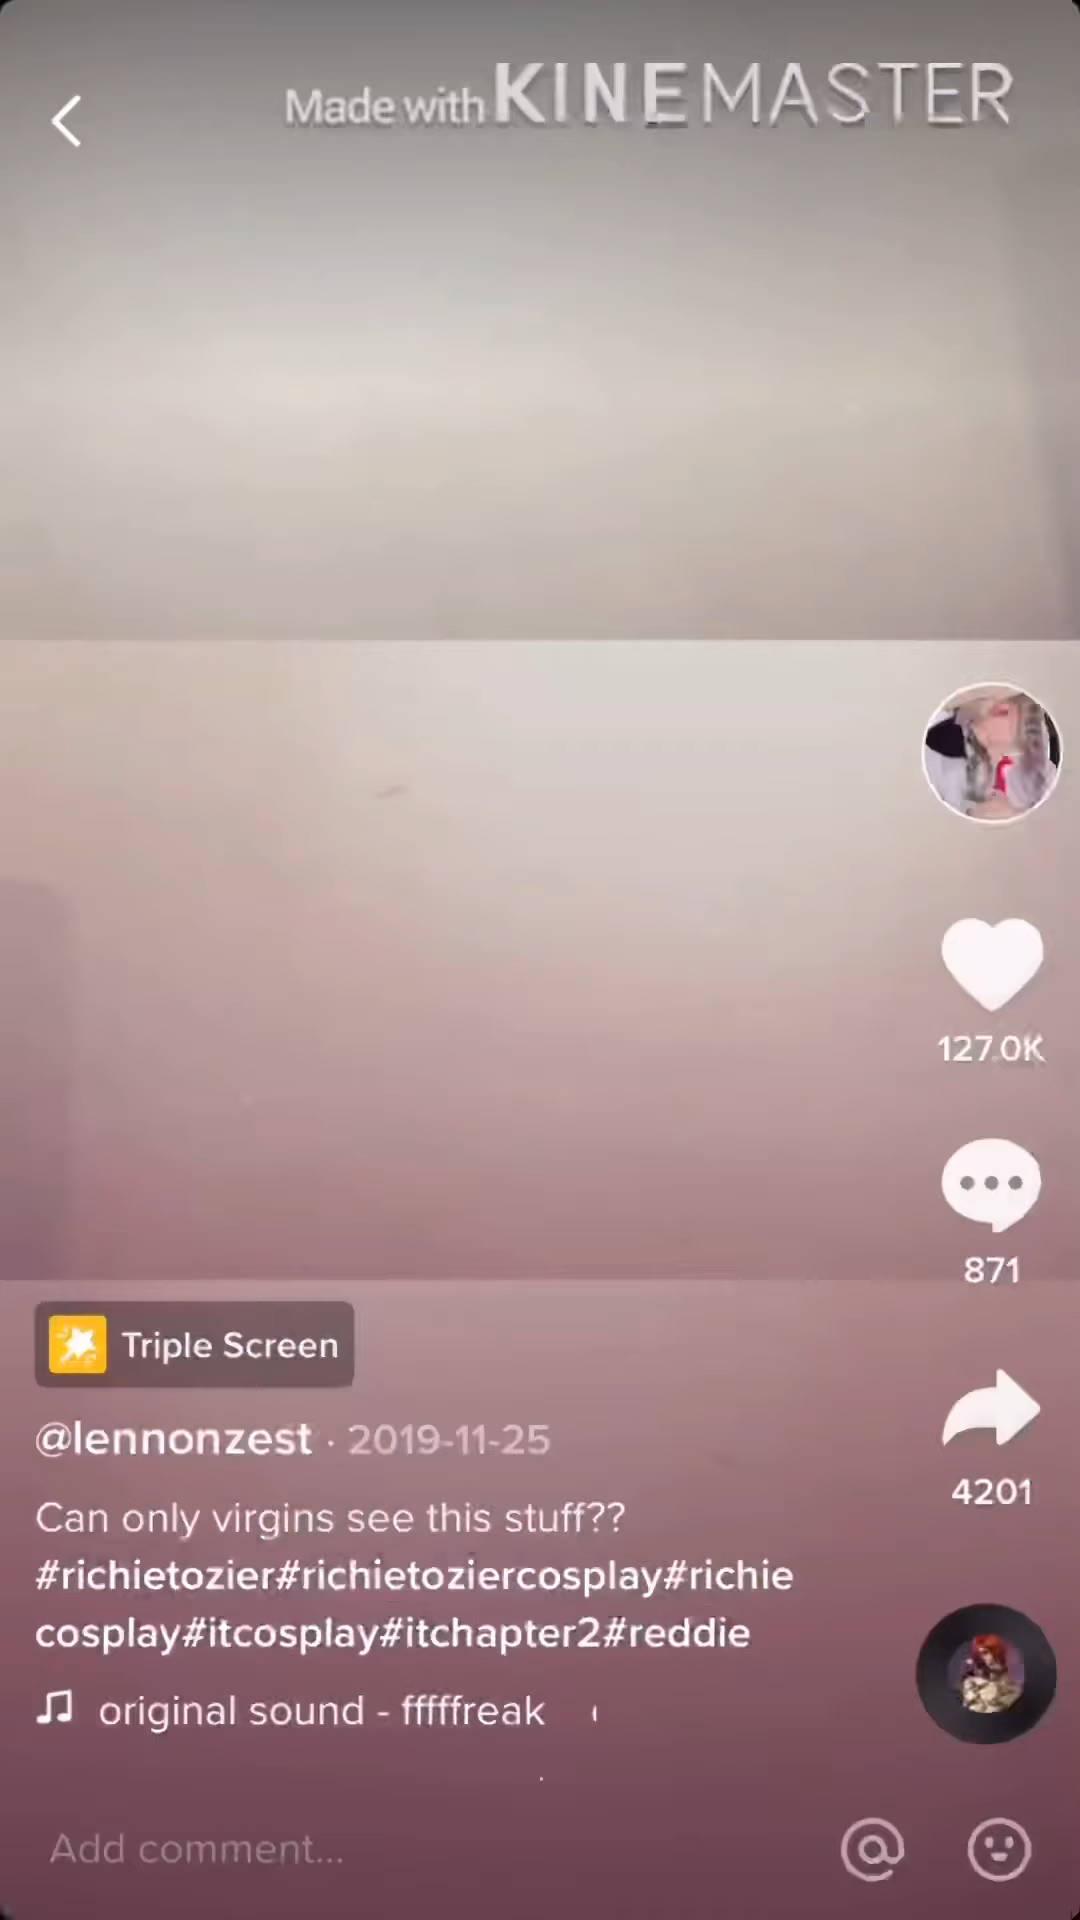 Made with KINEMASTER
127.0K
871
Triple Screen
@lennonzest · 2019-11-25
4201
Can only virgins see this stuff??
#richietozier#richietoziercosplay#richie
cosplay#itcosplay#itchapter2#reddie
original sound - fffffreak
Add comment...